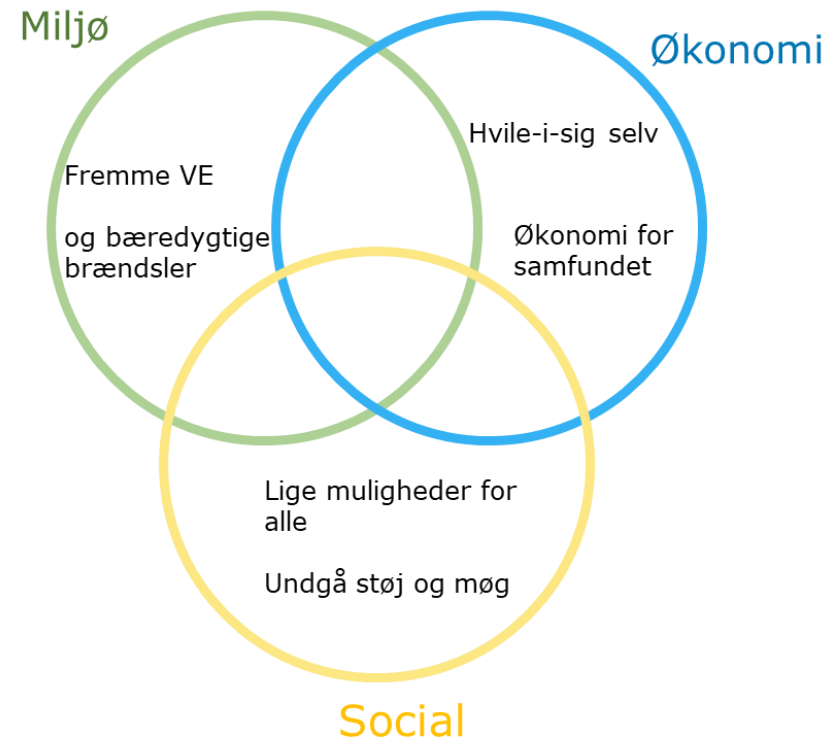 Miljø
Økonomi
Hvile-i-sig selv
Fremme VE
og bæredygtige
brændsler
Økonomi for
samfundet
Lige muligheder for
alle
Undgå støj og møg
Social